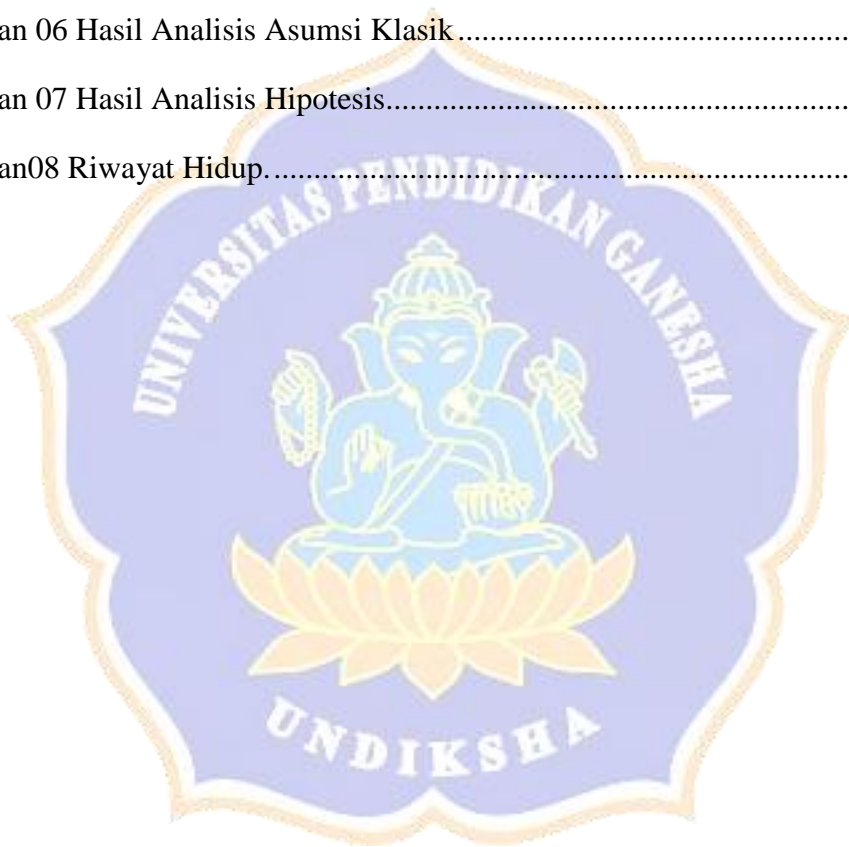 an 06 Hasil Analisis Asumsi Klasik................................................
an 07 Hasil Analisis Hipotesis.........................................................
an08 Riwayat Hidup.........................................................................
UNIVERSITAS PENDIDIKAN GANESHA
UNDIKSHA